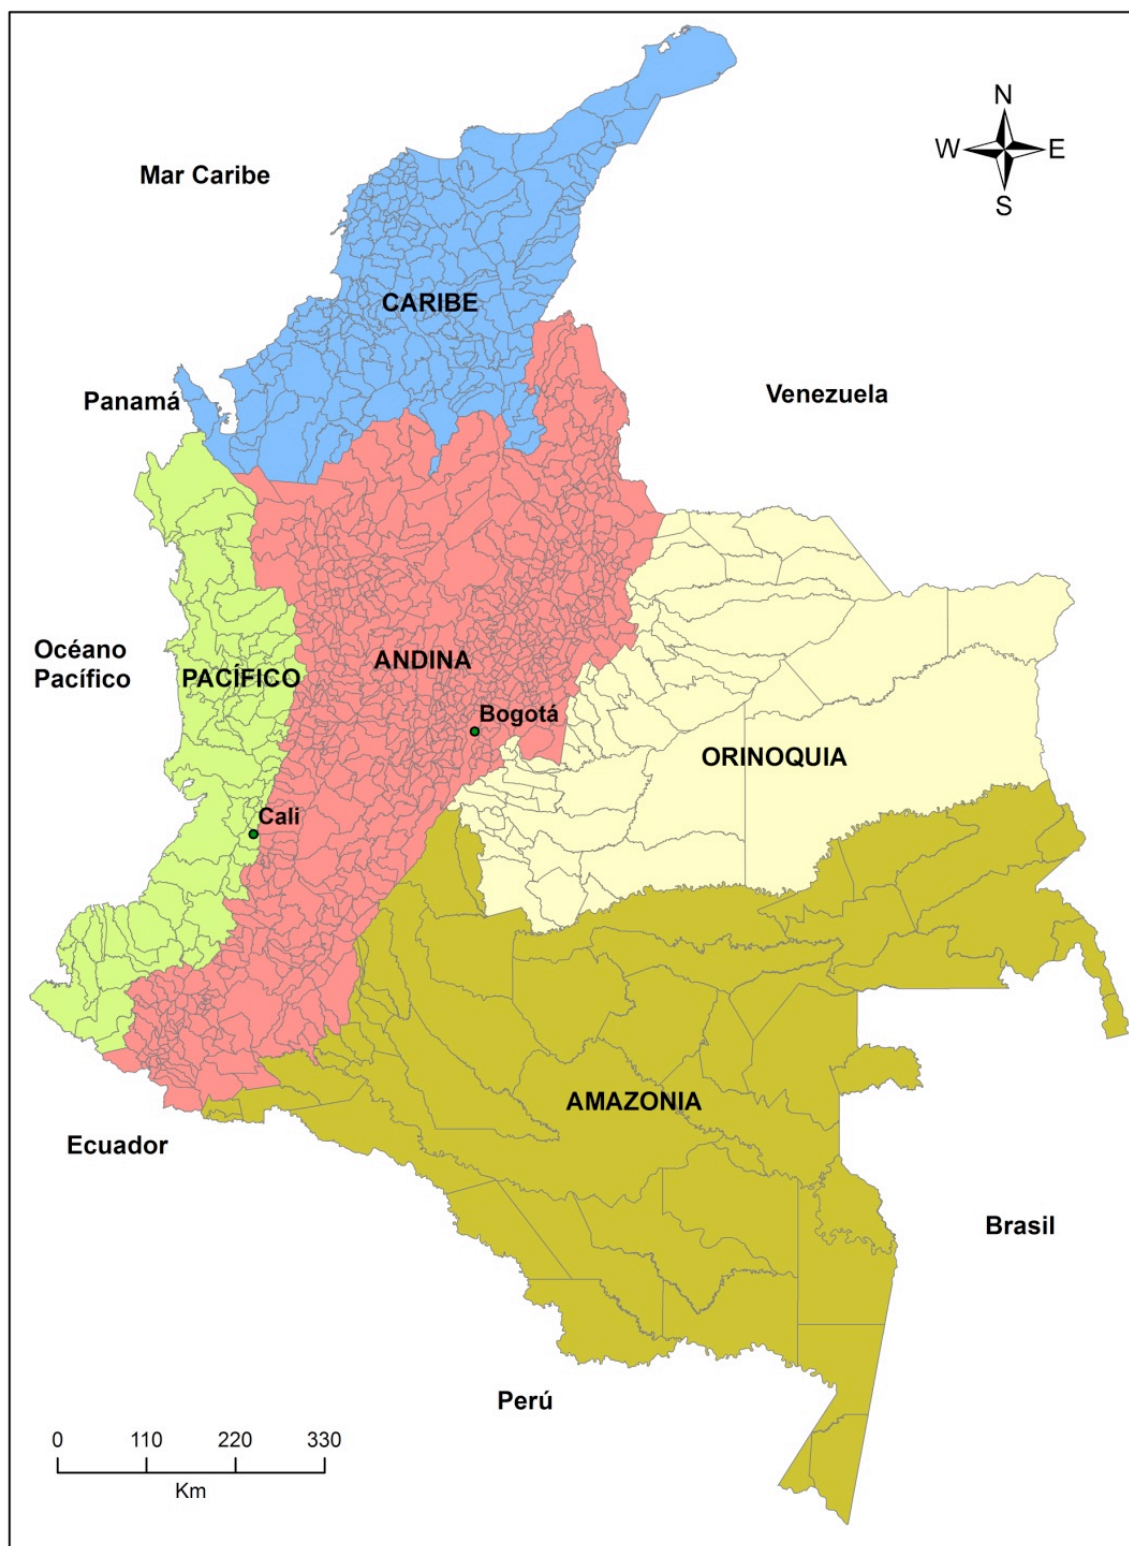 N
W E
S
Mar Caribe
CARIBE
Panamá
Venezuela
Océano
Pacífico
PACÍFICO
ANDINA
Bogotá
ORINOQUIA
Cali
AMAZONIA
Ecuador
Brasil
Perú
0 110 220 330
Km